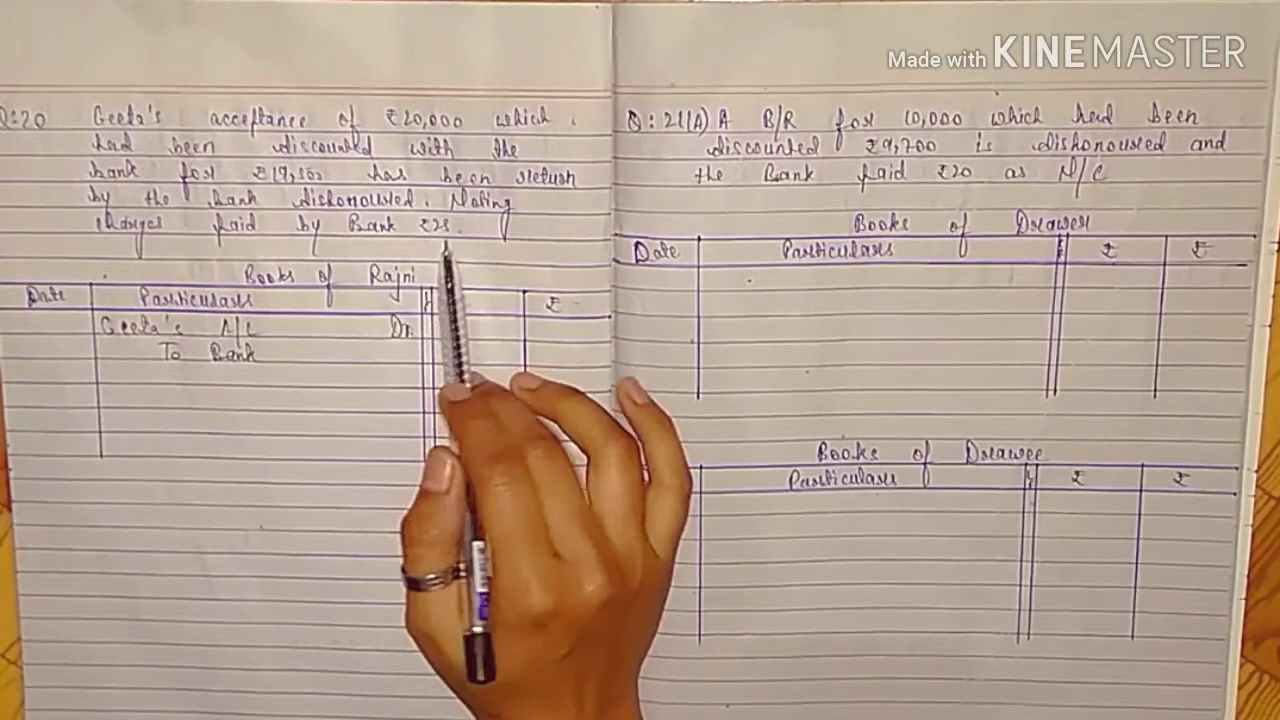 Made with KINEMASTER
Q:20 Geeta's acceptance of ₹20,000 which
had been discounted with the
bank for ₹19,500 has been return
by the bank dishonoured. Noting
charges paid by Bank ₹25.
Books of Rajni
Date Particulars ₹
Geeta's A/C Dr.
To Bank
Q:21(A) A B/R for 10,000 which had been
discounted ₹9,700 is dishonoured and
the Bank paid ₹20 as N/C
Books of Drawer
Date Particulars ₹ ₹
Books of Drawee
Particulars ₹ ₹